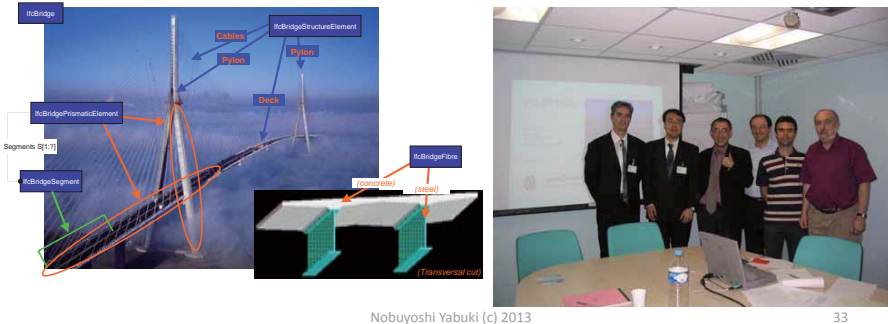 IfcBridge
IfcBridgeStructureElement
Cables
Pylon
Pylon
Deck
IfcBridgePrismaticElement
Segments S[1:?]
IfcBridgeSegment
IfcBridgeFibre
(concrete)
(steel)
(Transversal cut)
Nobuyoshi Yabuki (c) 2013
33